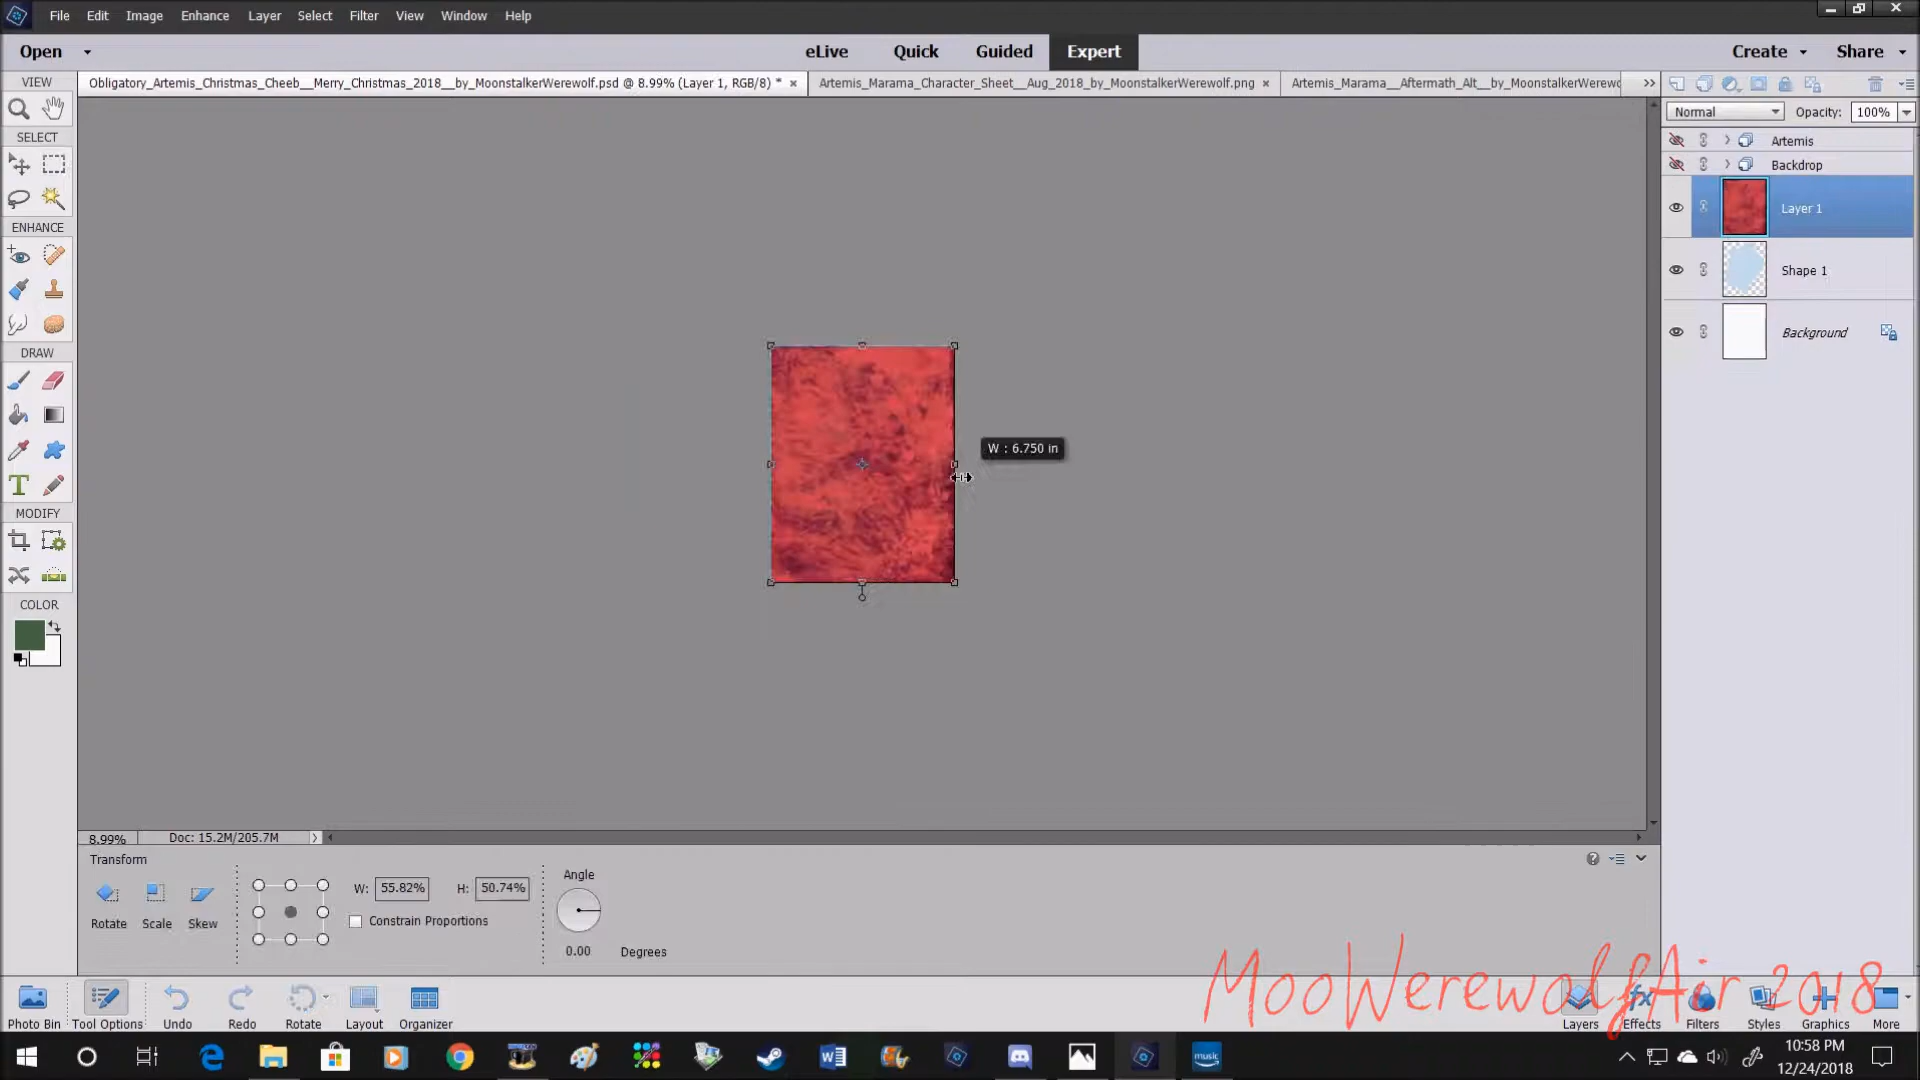 File Edit Image Enhance Layer Select Filter View Window Help
Open eLive Quick Guided Expert Create Share
VIEW
Obligatory_Artemis_Christmas_Cheeb__Merry_Christmas_2018__by_MoonstalkerWerewolf.psd @ 8.99% (Layer 1, RGB/8) *
Artemis_Marama_Character_Sheet__Aug_2018_by_MoonstalkerWerewolf.png
Artemis_Marama__Aftermath_Alt__by_MoonstalkerWerewo
Normal Opacity: 100%
Artemis
Backdrop
Layer 1
Shape 1
Background
SELECT
ENHANCE
DRAW
MODIFY
COLOR
W : 6.750 in
8.99% Doc: 15.2M/205.7M
Transform
Rotate Scale Skew
W: 55.82% H: 50.74%
Constrain Proportions
Angle
0.00 Degrees
MooWerewolfAir 2018
Photo Bin Tool Options Undo Redo Rotate Layout Organizer Layers Effects Filters Styles Graphics More
music
10:58 PM
12/24/2018